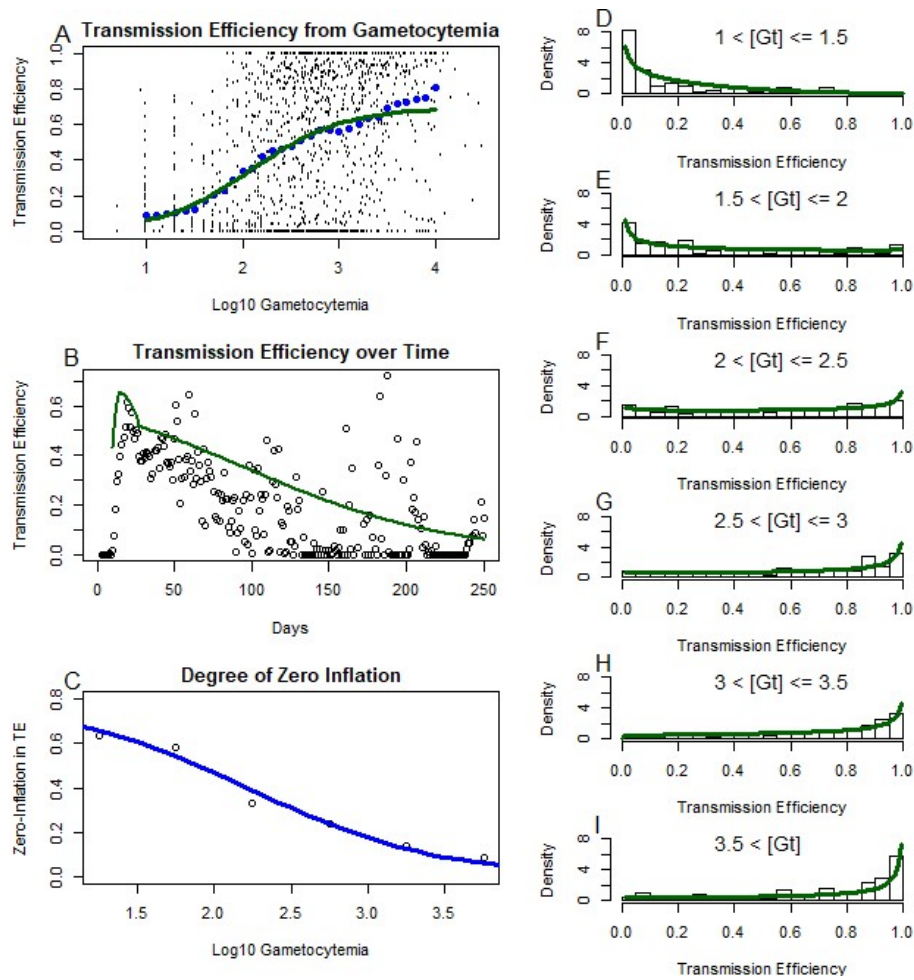 A Transmission Efficiency from Gametocytemia
Transmission Efficiency
0.0 0.2 0.4 0.6 0.8 1.0
1 2 3 4
Log10 Gametocytemia
B Transmission Efficiency over Time
Transmission Efficiency
0.0 0.2 0.4 0.6
0 50 100 150 200 250
Days
C Degree of Zero Inflation
Zero-Inflation in TE
0.0 0.2 0.4 0.6 0.8
1.5 2.0 2.5 3.0 3.5
Log10 Gametocytemia
D 1 < [Gt] <= 1.5
Density
0 4 8
0.0 0.2 0.4 0.6 0.8 1.0
Transmission Efficiency
E 1.5 < [Gt] <= 2
Density
0 4 8
0.0 0.2 0.4 0.6 0.8 1.0
Transmission Efficiency
F 2 < [Gt] <= 2.5
Density
0 4 8
0.0 0.2 0.4 0.6 0.8 1.0
Transmission Efficiency
G 2.5 < [Gt] <= 3
Density
0 4 8
0.0 0.2 0.4 0.6 0.8 1.0
Transmission Efficiency
H 3 < [Gt] <= 3.5
Density
0 4 8
0.0 0.2 0.4 0.6 0.8 1.0
Transmission Efficiency
I 3.5 < [Gt]
Density
0 4 8
0.0 0.2 0.4 0.6 0.8 1.0
Transmission Efficiency